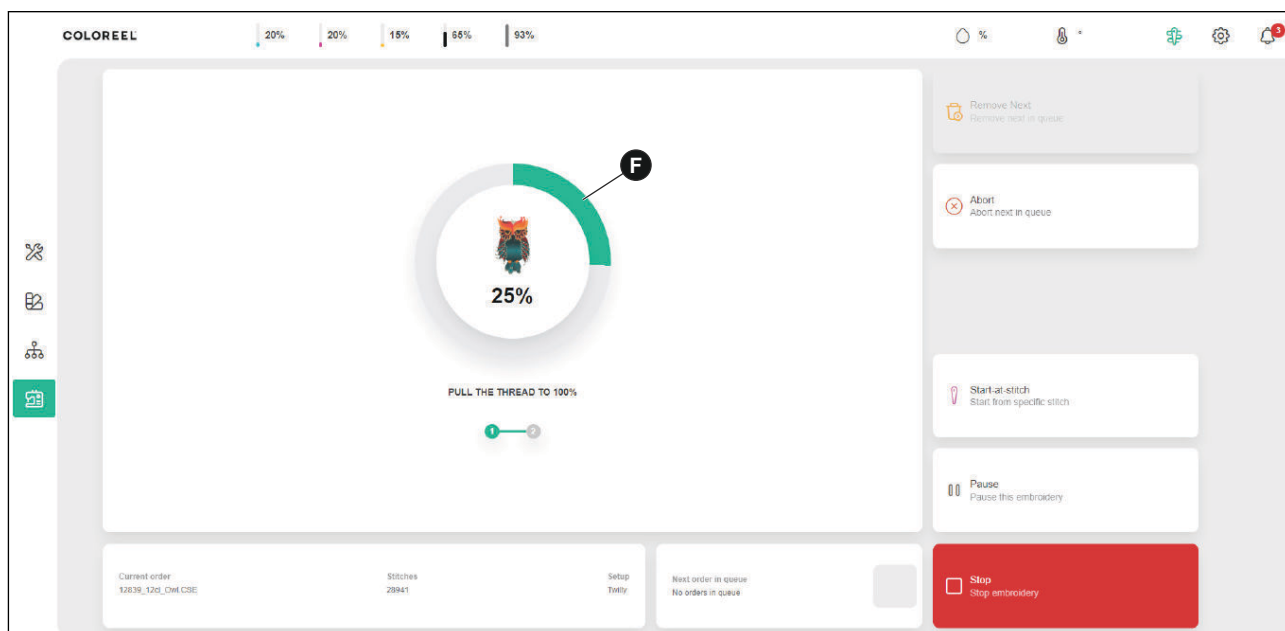 COLOREEL
20%
20%
15%
65%
93%
%
°
3
Remove Next
Remove next in queue
F
Abort
Abort next in queue
25%
PULL THE THREAD TO 100%
1
2
Start-at-stitch
Start from specific stitch
Pause
Pause this embroidery
Current order
12839_12cl_Owl.CSE
Stitches
28941
Setup
Twilly
Next order in queue
No orders in queue
Stop
Stop embroidery